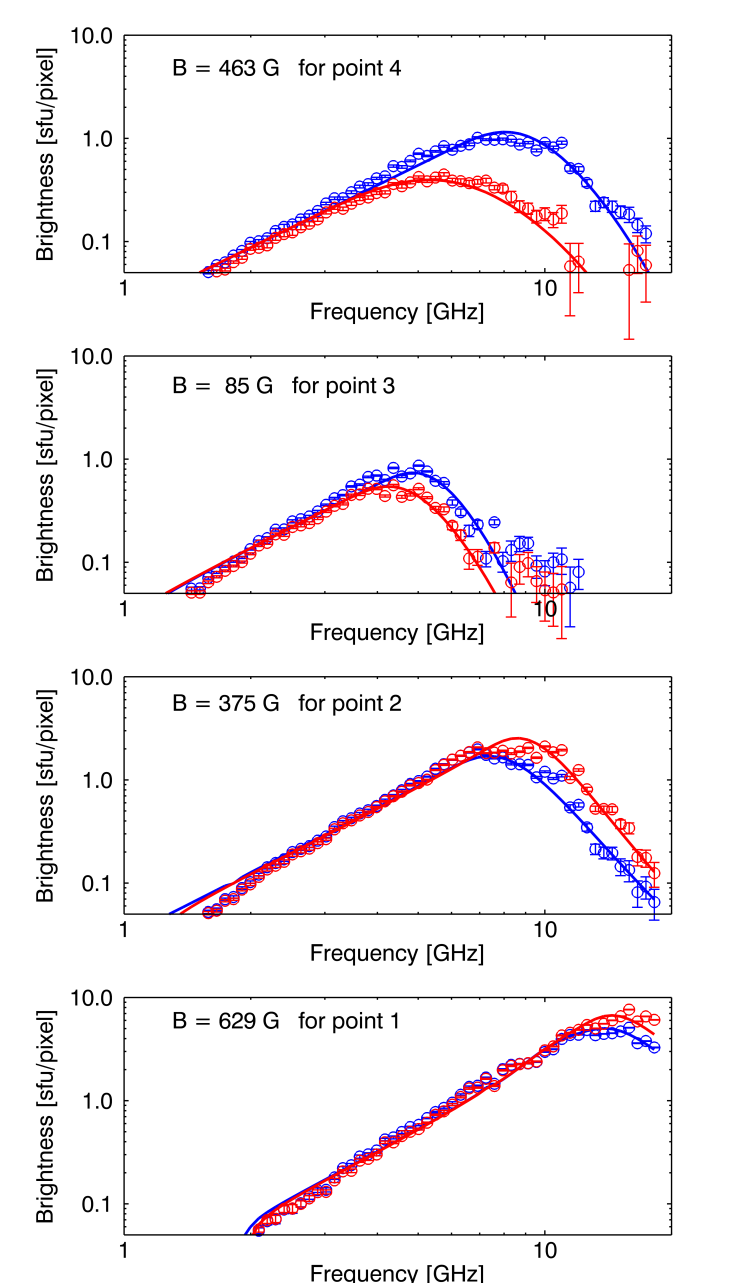 10.0
B = 463 G for point 4
1.0
0.1
Brightness [sfu/pixel]
1
10
Frequency [GHz]
10.0
B = 85 G for point 3
1.0
0.1
Brightness [sfu/pixel]
1
10
Frequency [GHz]
10.0
B = 375 G for point 2
1.0
0.1
Brightness [sfu/pixel]
1
10
Frequency [GHz]
10.0
B = 629 G for point 1
1.0
0.1
Brightness [sfu/pixel]
1
10
Frequency [GHz]